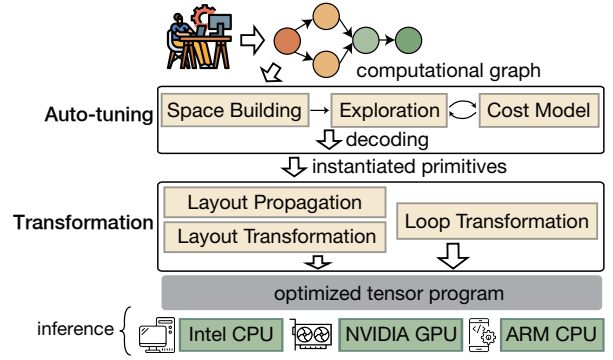 computational graph
Auto-tuning
Space Building
Exploration
Cost Model
decoding
instantiated primitives
Transformation
Layout Propagation
Layout Transformation
Loop Transformation
optimized tensor program
inference
Intel CPU
NVIDIA GPU
ARM CPU